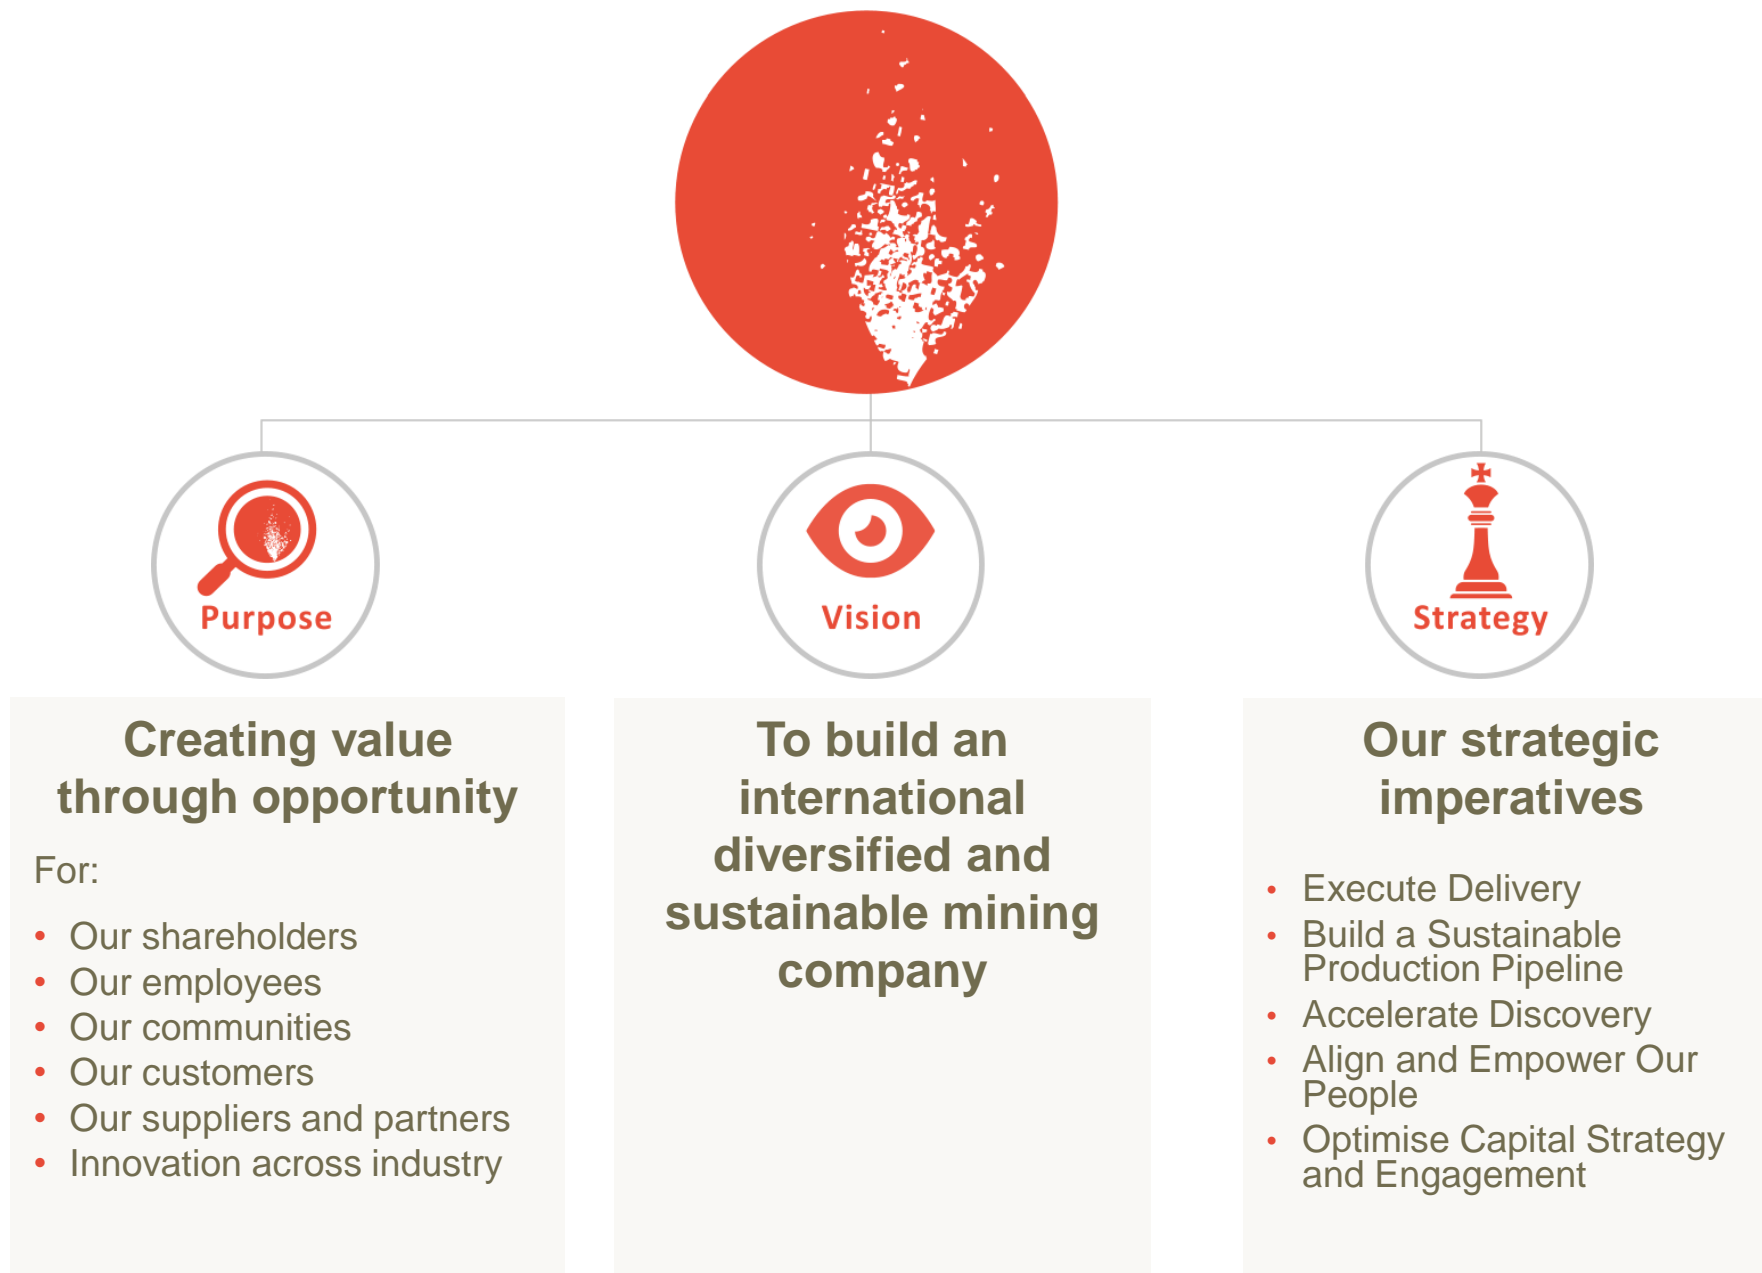 Purpose
Creating value
through opportunity
For:
• Our shareholders
• Our employees
• Our communities
• Our customers
• Our suppliers and partners
• Innovation across industry
Vision
To build an
international
diversified and
sustainable mining
company
Strategy
Our strategic
imperatives
• Execute Delivery
• Build a Sustainable
Production Pipeline
• Accelerate Discovery
• Align and Empower Our
People
• Optimise Capital Strategy
and Engagement